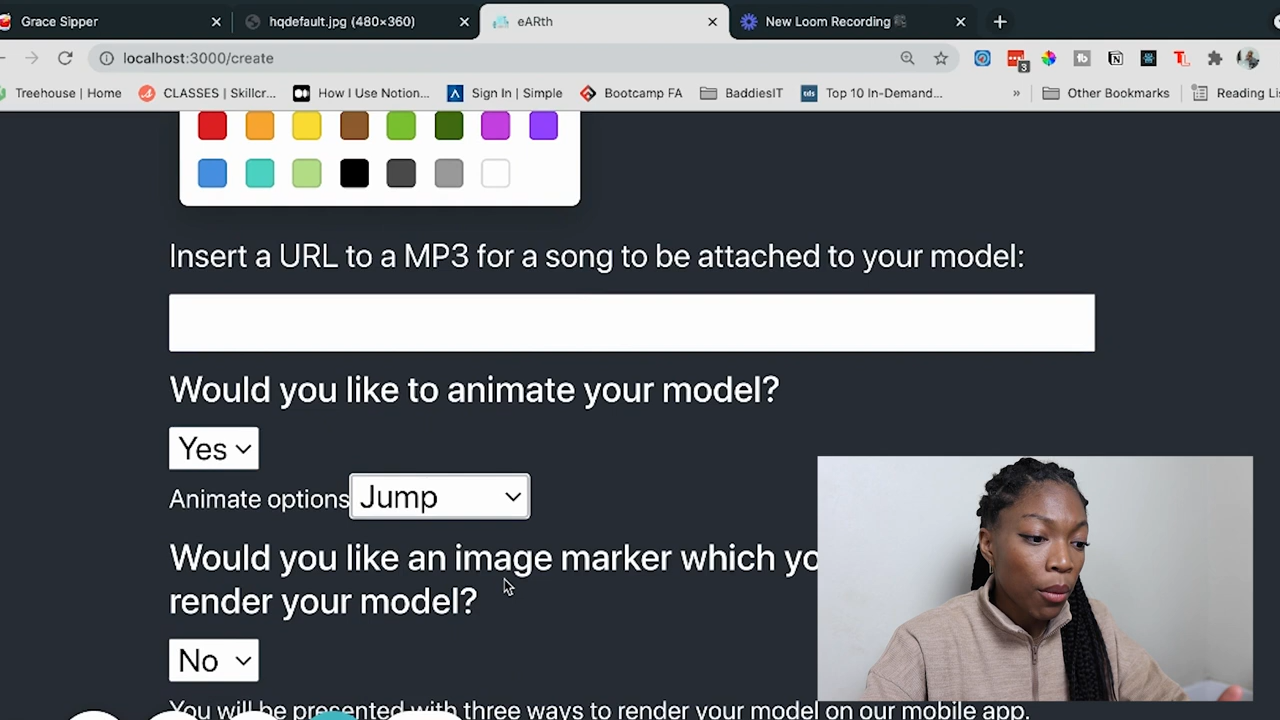 Grace Sipper
hqdefault.jpg (480×360)
eARth
New Loom Recording
localhost:3000/create
3
Treehouse | Home
CLASSES | Skillcr...
How I Use Notion...
Sign In | Simple
Bootcamp FA
BaddiesIT
tds
Top 10 In-Demand...
»
Other Bookmarks
Reading Lis
Insert a URL to a MP3 for a song to be attached to your model:
Would you like to animate your model?
Yes
Animate options Jump
Would you like an image marker which yo
render your model?
No
You will be presented with three ways to render your model on our mobile app.